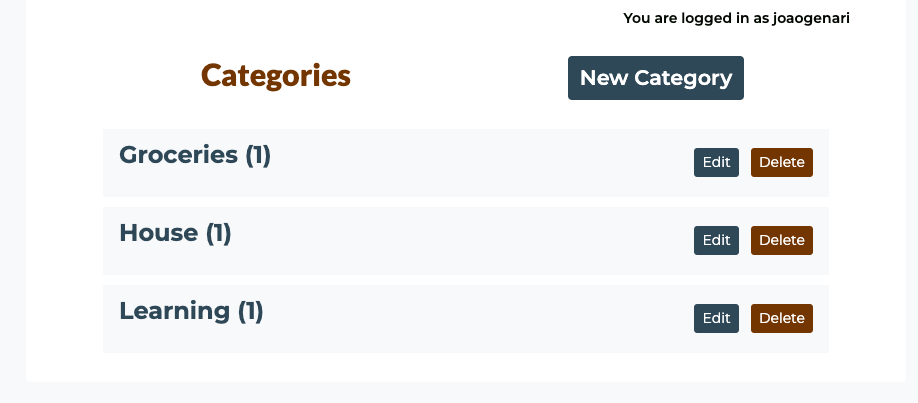 You are logged in as joaogenari
Categories
New Category
Groceries (1)
Edit
Delete
House (1)
Edit
Delete
Learning (1)
Edit
Delete